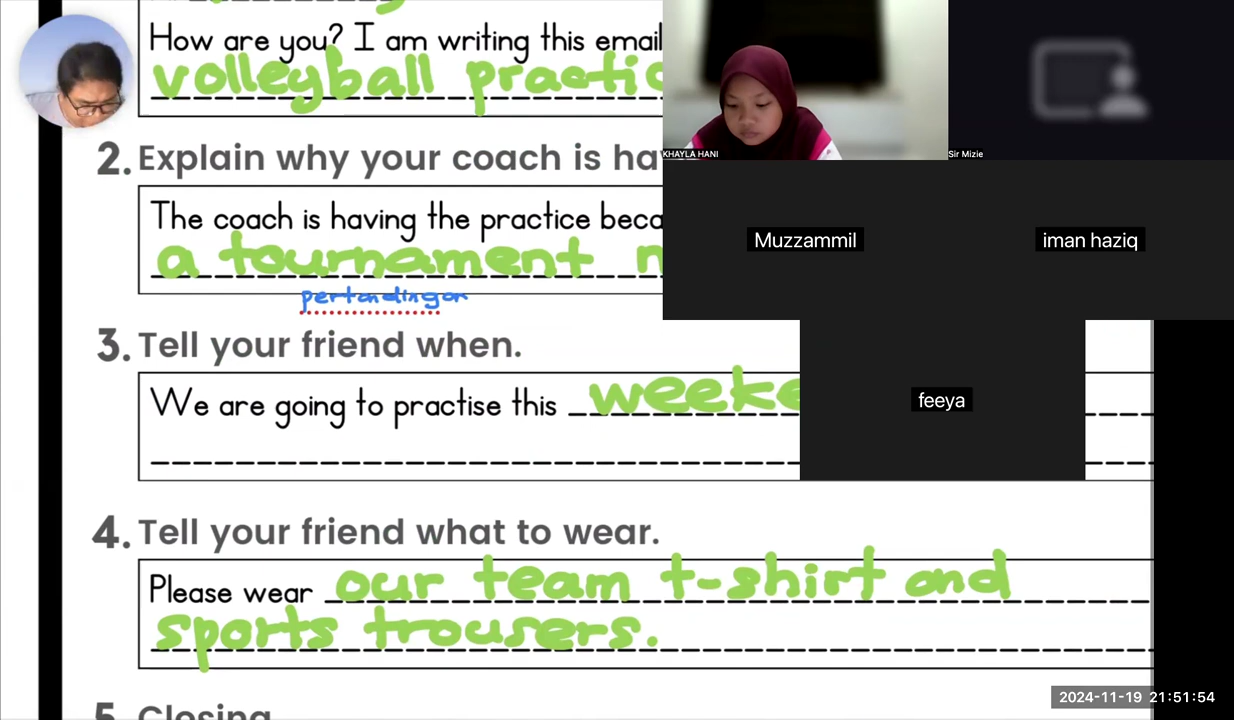 How are you? I am writing this email
volleyball practic
2. Explain why your coach is ha
The coach is having the practice beca
a tournament
pertandingan
3. Tell your friend when.
We are going to practise this weeke
4. Tell your friend what to wear.
Please wear our team t-shirt and
sports trousers.
5. Closing
KHAYLA HANI
Sir Mizie
Muzzammil
iman haziq
feeya
2024-11-19 21:51:54